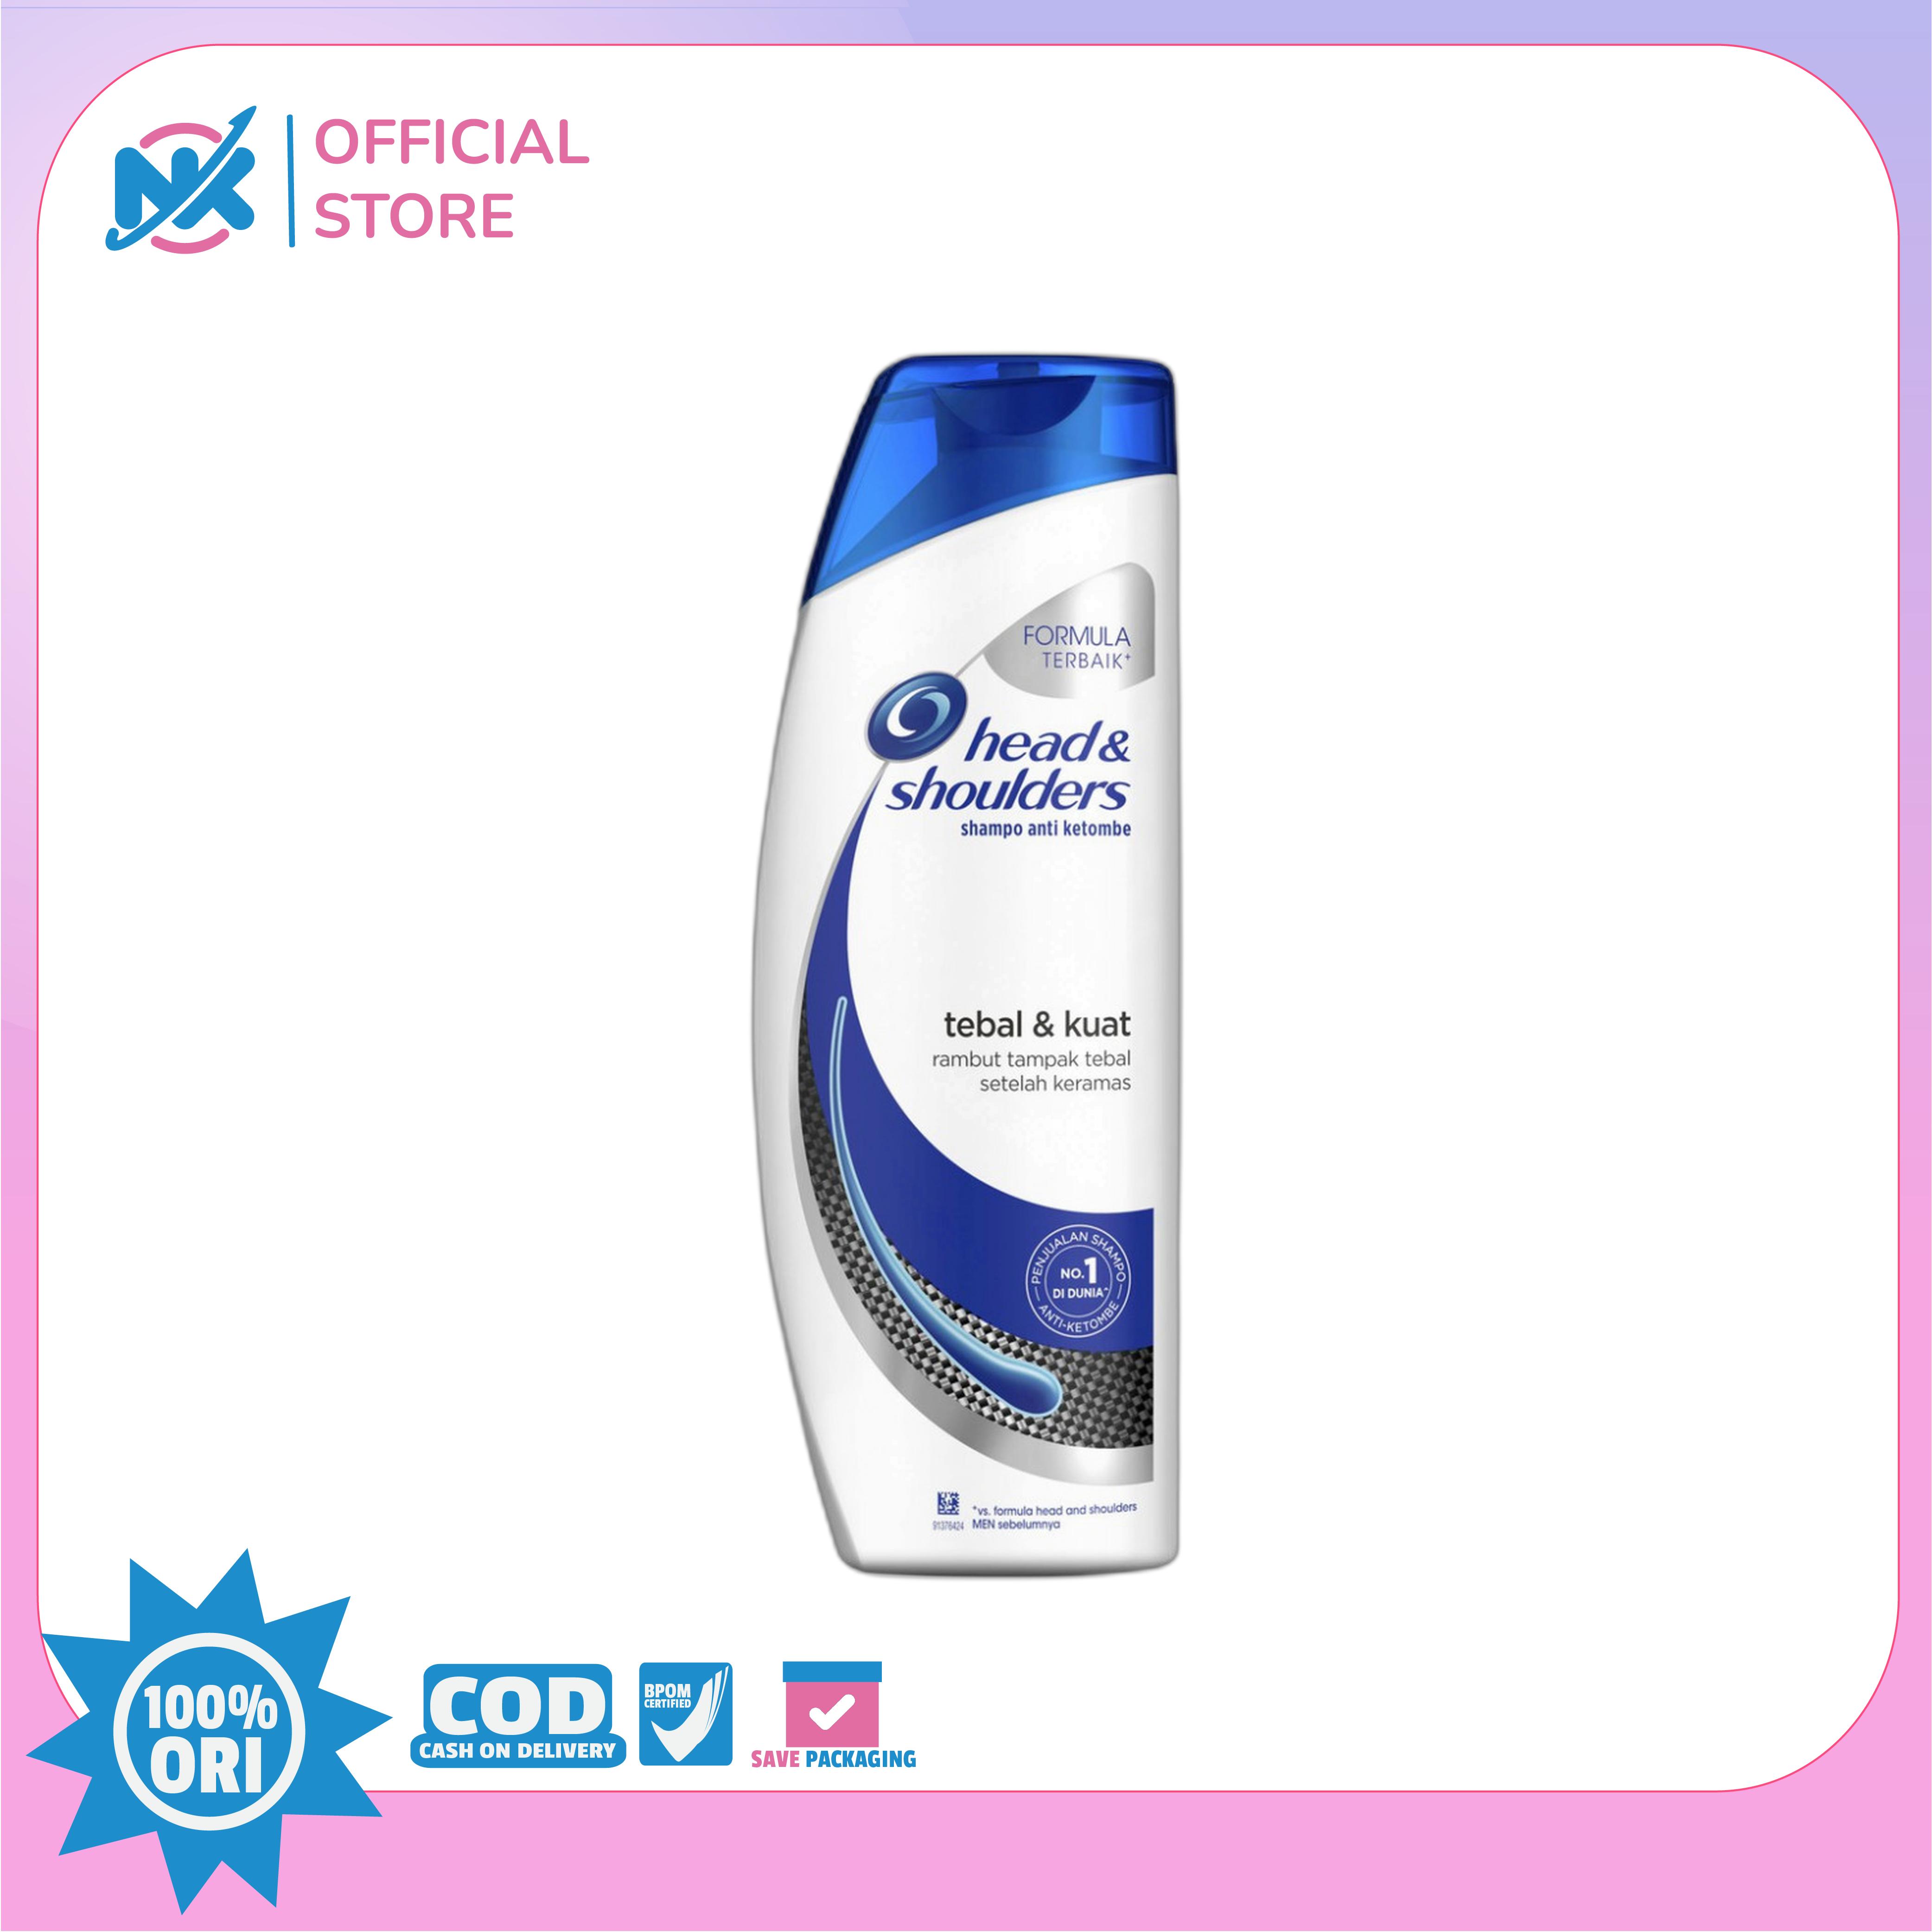 NK
OFFICIAL
STORE
FORMULA
TERBAIK+
head &
shoulders
shampo anti ketombe
tebal & kuat
rambut tampak tebal
setelah keramas
PENJUALAN SHAMPO
NO.1
DI DUNIA^
ANTI-KETOMBE
91376424
+vs. formula head and shoulders
MEN sebelumnya
100%
ORI
COD
CASH ON DELIVERY
BPOM
CERTIFIED
SAVE PACKAGING